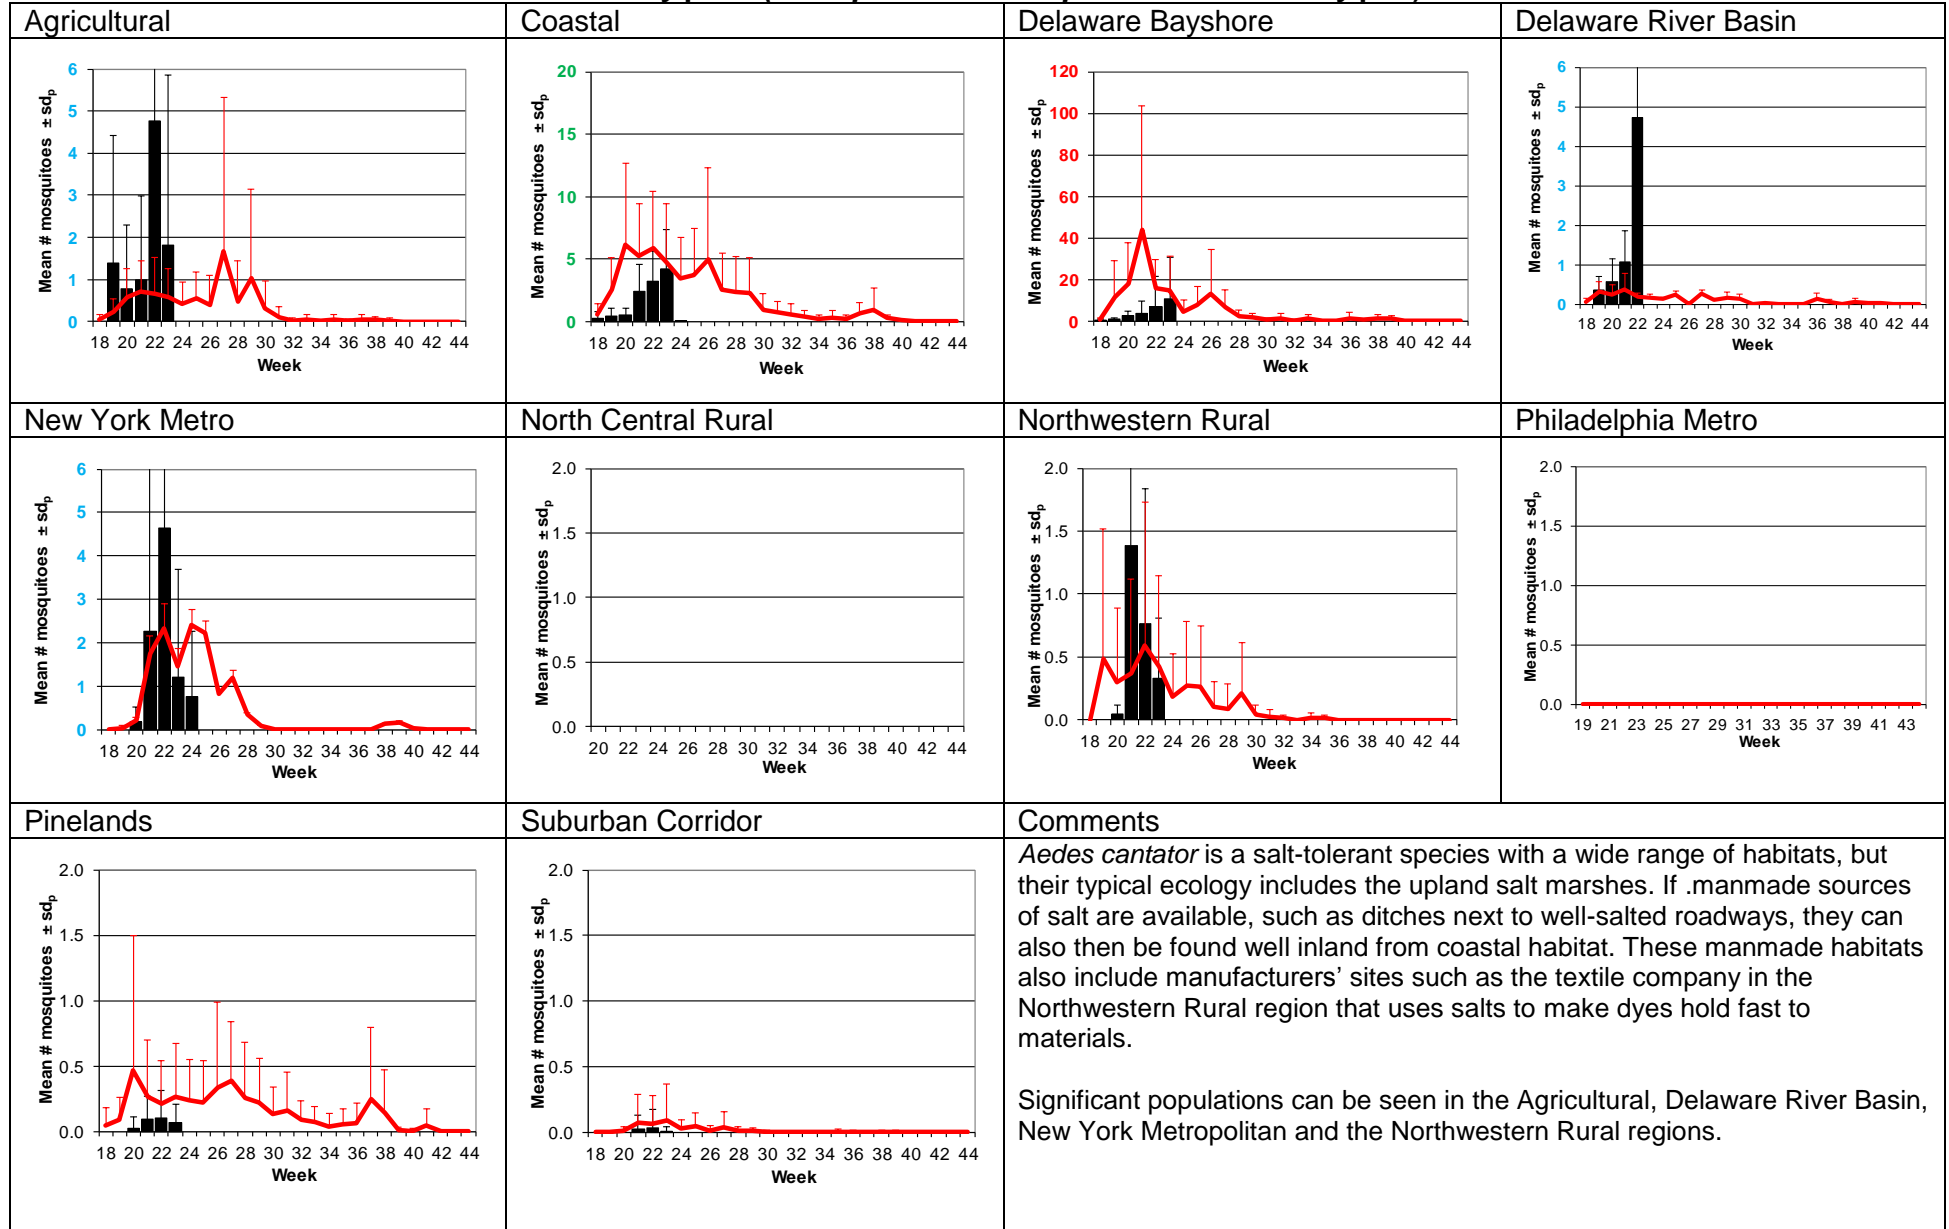 Agricultural
Coastal
Delaware Bayshore
Delaware River Basin
Mean # mosquitoes ± sdp
6
5
4
3
2
1
0
18 20 22 24 26 28 30 32 34 36 38 40 42 44
Week
Mean # mosquitoes ± sdp
20
15
10
5
0
18 20 22 24 26 28 30 32 34 36 38 40 42 44
Week
Mean # mosquitoes ± sdp
120
100
80
60
40
20
0
18 20 22 24 26 28 30 32 34 36 38 40 42 44
Week
Mean # mosquitoes ± sdp
6
5
4
3
2
1
0
18 20 22 24 26 28 30 32 34 36 38 40 42 44
Week
New York Metro
North Central Rural
Northwestern Rural
Philadelphia Metro
Mean # mosquitoes ± sdp
6
5
4
3
2
1
0
18 20 22 24 26 28 30 32 34 36 38 40 42 44
Week
Mean # mosquitoes ± sdp
2.0
1.5
1.0
0.5
0.0
20 22 24 26 28 30 32 34 36 38 40 42 44
Week
Mean # mosquitoes ± sdp
2.0
1.5
1.0
0.5
0.0
18 20 22 24 26 28 30 32 34 36 38 40 42 44
Week
Mean # mosquitoes ± sdp
2.0
1.5
1.0
0.5
0.0
19 21 23 25 27 29 31 33 35 37 39 41 43
Week
Pinelands
Suburban Corridor
Comments
Mean # mosquitoes ± sdp
2.0
1.5
1.0
0.5
0.0
18 20 22 24 26 28 30 32 34 36 38 40 42 44
Week
Mean # mosquitoes ± sdp
2.0
1.5
1.0
0.5
0.0
18 20 22 24 26 28 30 32 34 36 38 40 42 44
Week
Aedes cantator is a salt-tolerant species with a wide range of habitats, but
their typical ecology includes the upland salt marshes. If .manmade sources
of salt are available, such as ditches next to well-salted roadways, they can
also then be found well inland from coastal habitat. These manmade habitats
also include manufacturers' sites such as the textile company in the
Northwestern Rural region that uses salts to make dyes hold fast to
materials.
Significant populations can be seen in the Agricultural, Delaware River Basin,
New York Metropolitan and the Northwestern Rural regions.